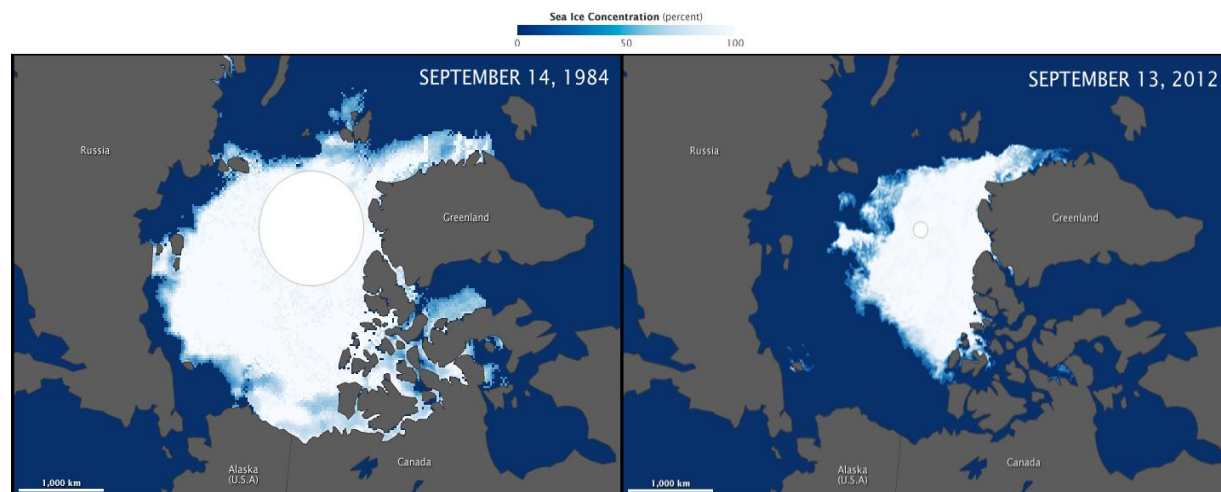 Sea Ice Concentration (percent)
0 50 100
SEPTEMBER 14, 1984
Russia
Greenland
Alaska
(U.S.A)
Canada
1,000 km
SEPTEMBER 13, 2012
Russia
Greenland
Alaska
(U.S.A)
Canada
1,000 km